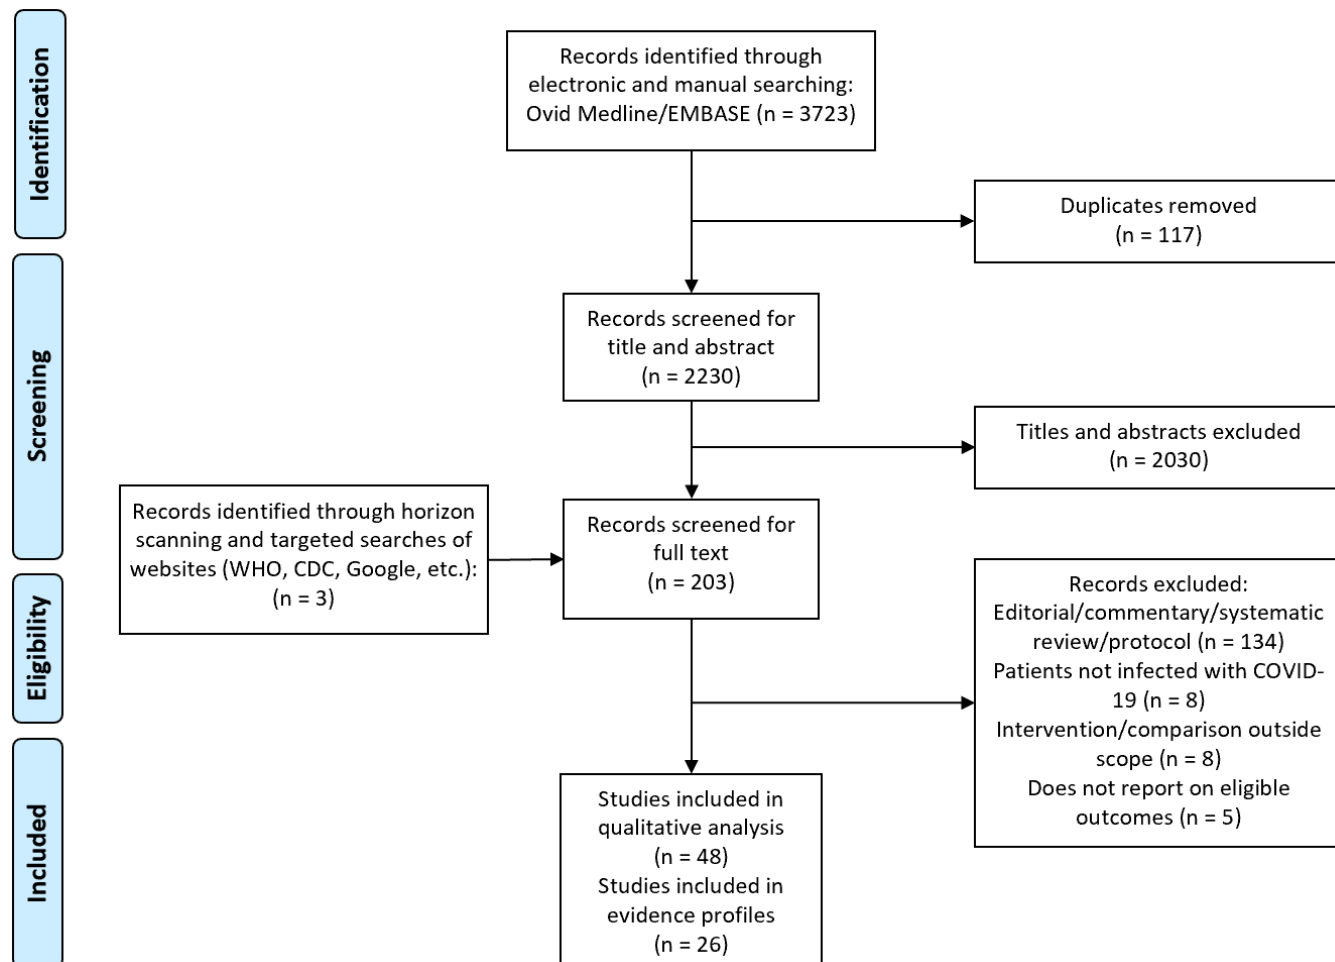 Identification
Records identified through
electronic and manual searching:
Ovid Medline/EMBASE (n = 3723)
Duplicates removed
(n = 117)
Screening
Records screened for
title and abstract
(n = 2230)
Titles and abstracts excluded
(n = 2030)
Records identified through horizon
scanning and targeted searches of
websites (WHO, CDC, Google, etc.):
(n = 3)
Records screened for
full text
(n = 203)
Eligibility
Records excluded:
Editorial/commentary/systematic
review/protocol (n = 134)
Patients not infected with COVID-
19 (n = 8)
Intervention/comparison outside
scope (n = 8)
Does not report on eligible
outcomes (n = 5)
Included
Studies included in
qualitative analysis
(n = 48)
Studies included in
evidence profiles
(n = 26)